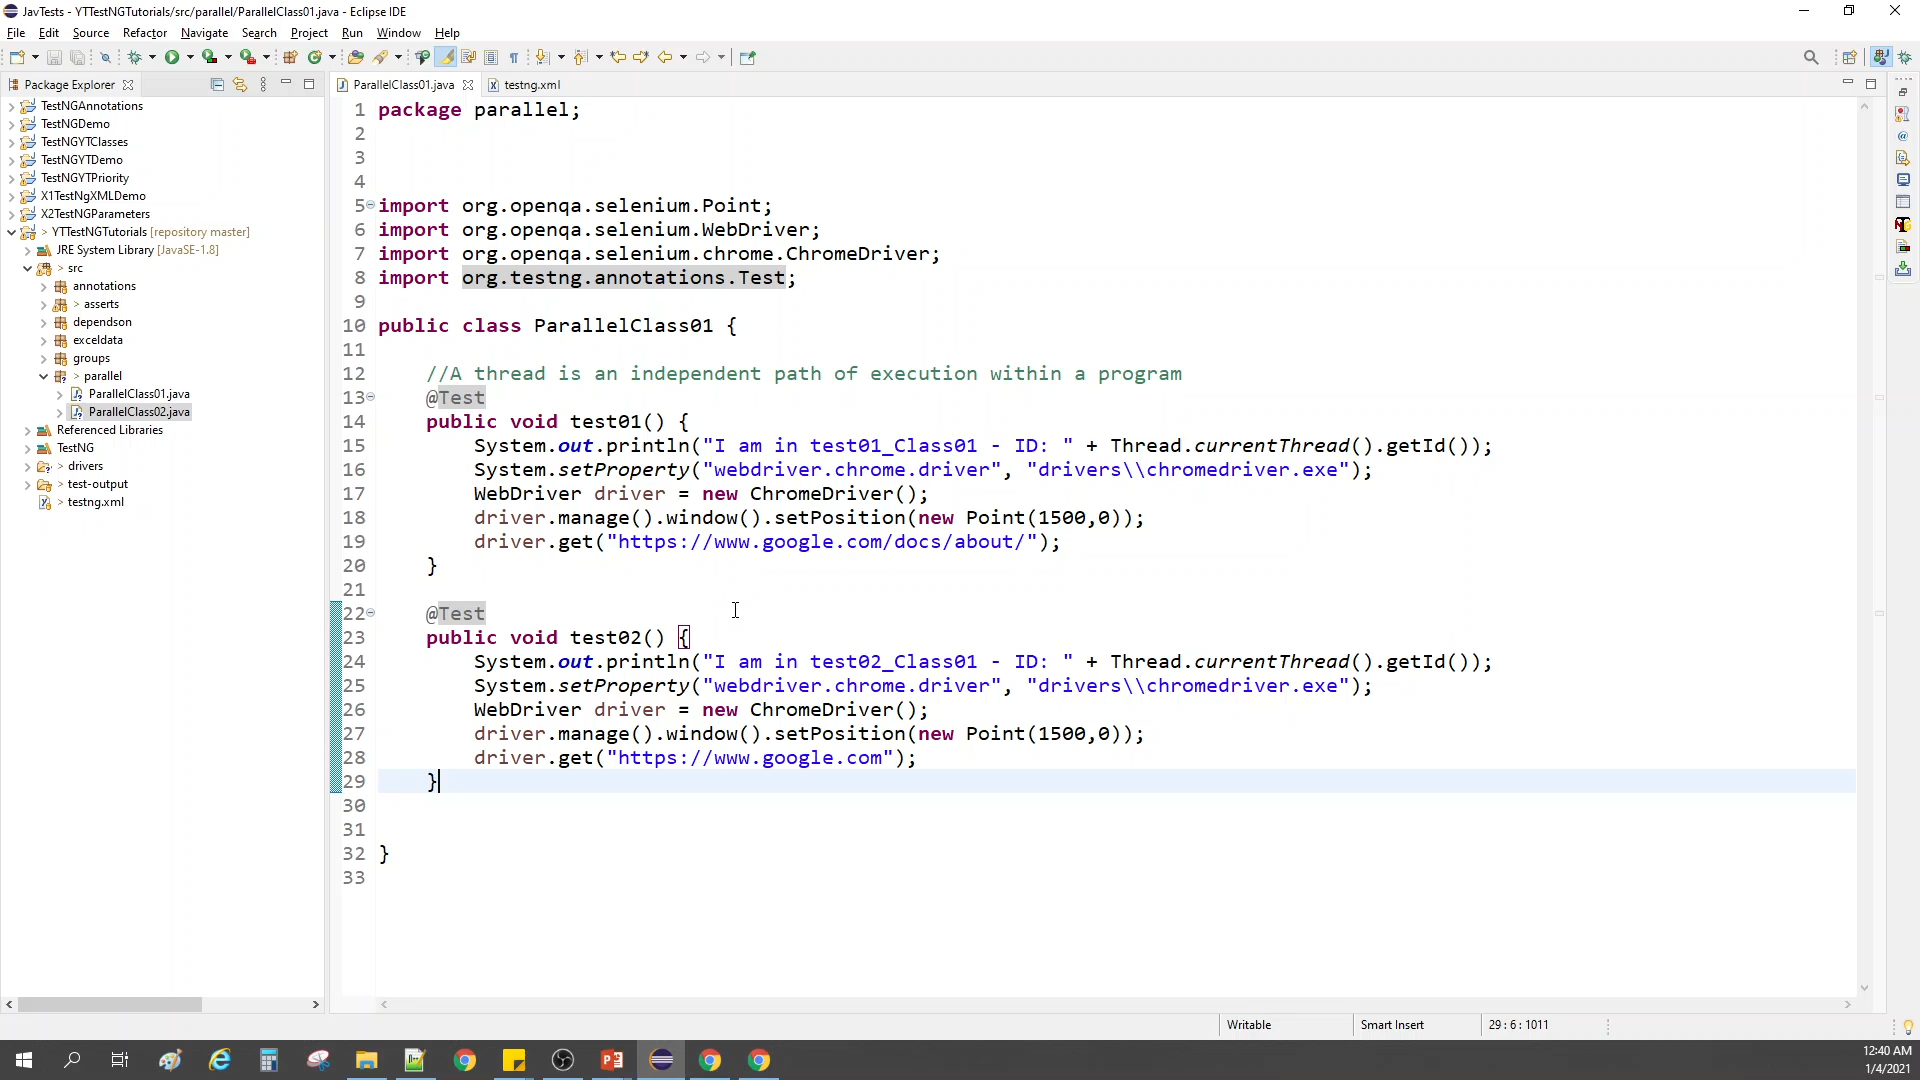 JavTests - YTTestNGTutorials/src/parallel/ParallelClass01.java - Eclipse IDE
File Edit Source Refactor Navigate Search Project Run Window Help
Package Explorer
ParallelClass01.java
testng.xml
TestNGAnnotations
TestNGDemo
TestNGYTClasses
TestNGYTDemo
TestNGYTPriority
X1TestNgXMLDemo
X2TestNGParameters
> YTTestNGTutorials [repository master]
JRE System Library [JavaSE-1.8]
> src
annotations
> asserts
dependson
exceldata
groups
> parallel
ParallelClass01.java
ParallelClass02.java
Referenced Libraries
TestNG
> drivers
> test-output
> testng.xml
1 package parallel;
2
3
4
5 import org.openqa.selenium.Point;
6 import org.openqa.selenium.WebDriver;
7 import org.openqa.selenium.chrome.ChromeDriver;
8 import org.testng.annotations.Test;
9
10 public class ParallelClass01 {
11
12 //A thread is an independent path of execution within a program
13 @Test
14 public void test01() {
15 System.out.println("I am in test01_Class01 - ID: " + Thread.currentThread().getId());
16 System.setProperty("webdriver.chrome.driver", "drivers\\chromedriver.exe");
17 WebDriver driver = new ChromeDriver();
18 driver.manage().window().setPosition(new Point(1500,0));
19 driver.get("https://www.google.com/docs/about/");
20 }
21
22 @Test
23 public void test02() {
24 System.out.println("I am in test02_Class01 - ID: " + Thread.currentThread().getId());
25 System.setProperty("webdriver.chrome.driver", "drivers\\chromedriver.exe");
26 WebDriver driver = new ChromeDriver();
27 driver.manage().window().setPosition(new Point(1500,0));
28 driver.get("https://www.google.com");
29 }
30
31
32 }
33
Writable
Smart Insert
29 : 6 : 1011
12:40 AM
1/4/2021